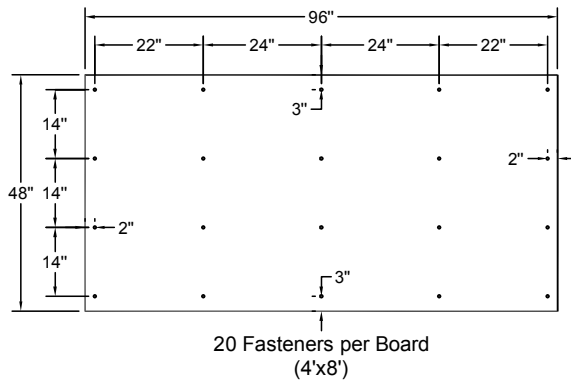 96"
22" 24" 24" 22"
3"
14"
2"
48" 14"
2"
14"
3"
20 Fasteners per Board
(4'x8')